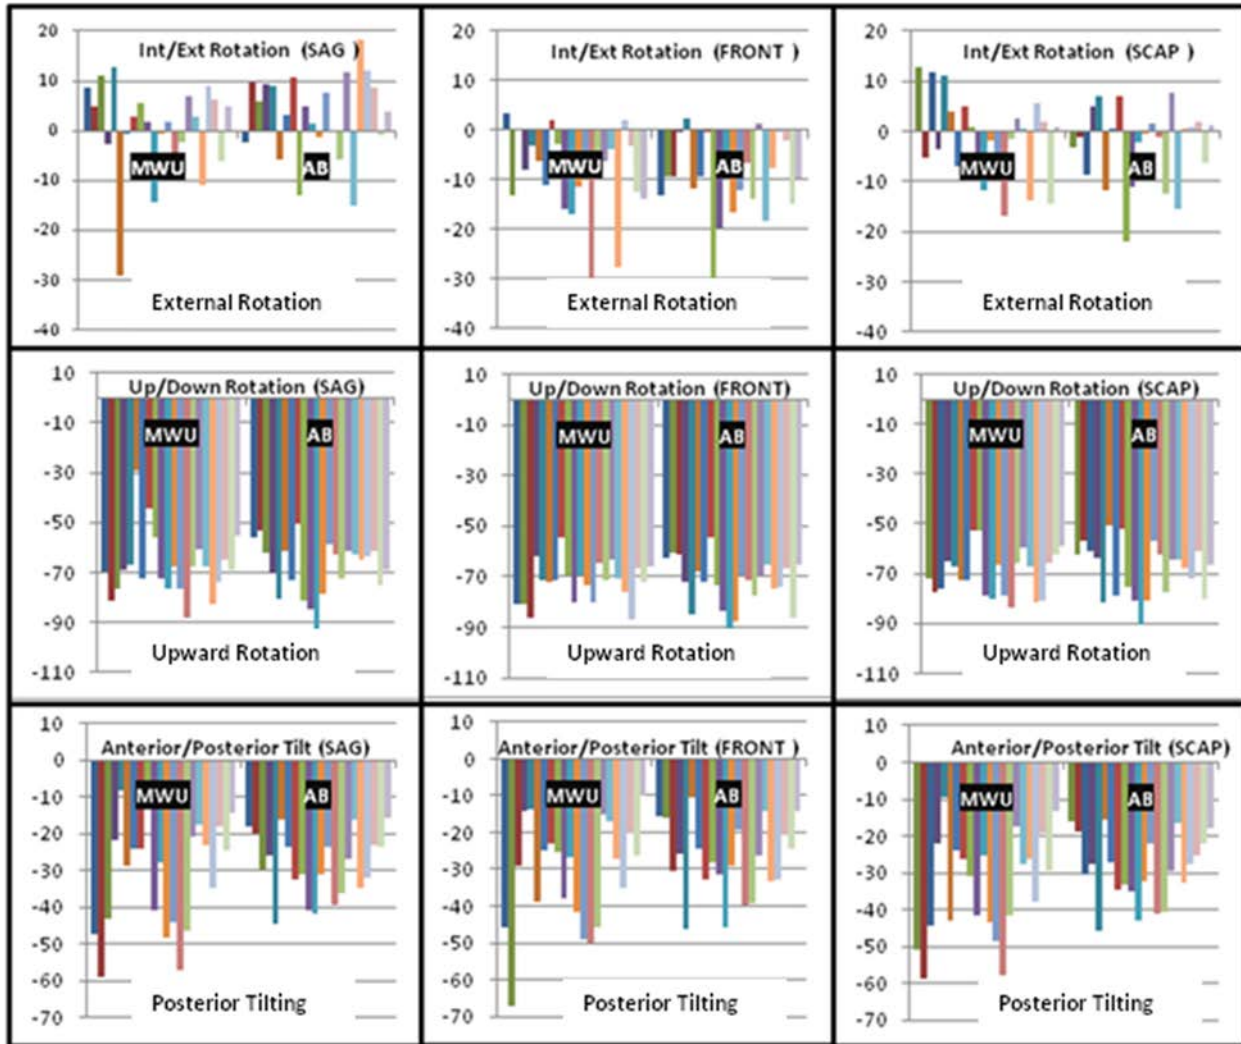 Int/Ext Rotation (SAG )
20
10
0
-10
-20
-30
-40
MWU
AB
External Rotation
Int/Ext Rotation (FRONT )
20
10
0
-10
-20
-30
-40
MWU
AB
External Rotation
Int/Ext Rotation (SCAP )
20
10
0
-10
-20
-30
-40
MWU
AB
External Rotation
Up/Down Rotation (SAG)
10
-10
-30
-50
-70
-90
-110
MWU
AB
Upward Rotation
Up/Down Rotation (FRONT)
10
-10
-30
-50
-70
-90
-110
MWU
AB
Upward Rotation
Up/Down Rotation (SCAP)
10
-10
-30
-50
-70
-90
-110
MWU
AB
Upward Rotation
Anterior/Posterior Tilt (SAG)
10
0
-10
-20
-30
-40
-50
-60
-70
MWU
AB
Posterior Tilting
Anterior/Posterior Tilt (FRONT )
10
0
-10
-20
-30
-40
-50
-60
-70
MWU
AB
Posterior Tilting
Anterior/Posterior Tilt (SCAP)
10
0
-10
-20
-30
-40
-50
-60
-70
MWU
AB
Posterior Tilting